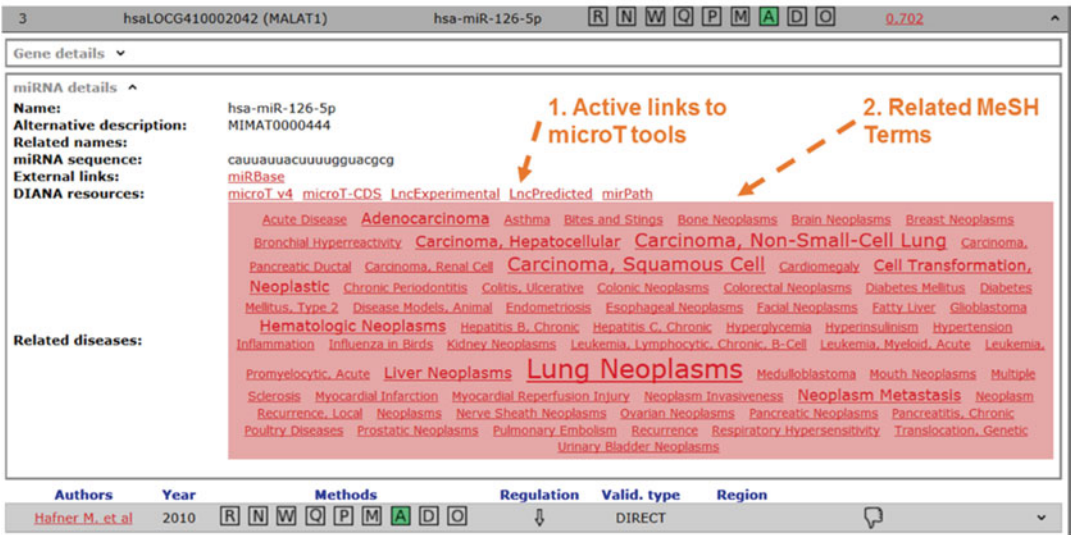 3 hsaLOCG410002042 (MALAT1) hsa-miR-126-5p R N W Q P M A D O 0.702
Gene details
miRNA details
Name: hsa-miR-126-5p
Alternative description: MIMAT0000444
Related names:
miRNA sequence: cauuauuacuuuugguacgcg
External links: miRBase
DIANA resources: microT v4 microT-CDS LncExperimental LncPredicted mirPath
1. Active links to
microT tools
2. Related MeSH
Terms
Related diseases:
Acute Disease Adenocarcinoma Asthma Bites and Stings Bone Neoplasms Brain Neoplasms Breast Neoplasms
Bronchial Hyperreactivity Carcinoma, Hepatocellular Carcinoma, Non-Small-Cell Lung Carcinoma,
Pancreatic Ductal Carcinoma, Renal Cell Carcinoma, Squamous Cell Cardiomegaly Cell Transformation,
Neoplastic Chronic Periodontitis Colitis, Ulcerative Colonic Neoplasms Colorectal Neoplasms Diabetes Mellitus Diabetes
Mellitus, Type 2 Disease Models, Animal Endometriosis Esophageal Neoplasms Facial Neoplasms Fatty Liver Glioblastoma
Hematologic Neoplasms Hepatitis B, Chronic Hepatitis C, Chronic Hyperglycemia Hyperinsulinism Hypertension
Inflammation Influenza in Birds Kidney Neoplasms Leukemia, Lymphocytic, Chronic, B-Cell Leukemia, Myeloid, Acute Leukemia,
Promyelocytic, Acute Liver Neoplasms Lung Neoplasms Medulloblastoma Mouth Neoplasms Multiple
Sclerosis Myocardial Infarction Myocardial Reperfusion Injury Neoplasm Invasiveness Neoplasm Metastasis Neoplasm
Recurrence, Local Neoplasms Nerve Sheath Neoplasms Ovarian Neoplasms Pancreatic Neoplasms Pancreatitis, Chronic
Poultry Diseases Prostatic Neoplasms Pulmonary Embolism Recurrence Respiratory Hypersensitivity Translocation, Genetic
Urinary Bladder Neoplasms
Authors Year Methods Regulation Valid. type Region
Hafner M. et al 2010 R N W Q P M A D O ⇩ DIRECT